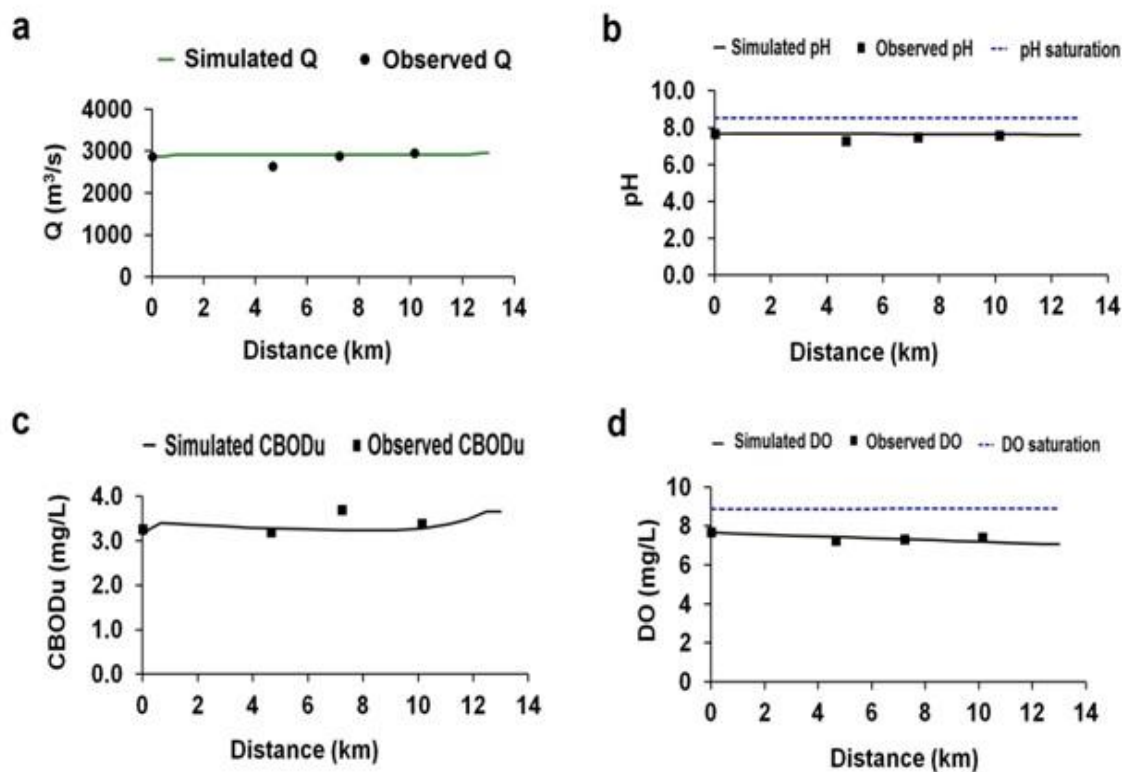 a
Simulated Q Observed Q
4000
3000
2000
1000
0
Q (m³/s)
0 2 4 6 8 10 12 14
Distance (km)
b
Simulated pH Observed pH pH saturation
10.0
8.0
6.0
4.0
2.0
0.0
pH
0 2 4 6 8 10 12 14
Distance (km)
c
Simulated CBODu Observed CBODu
4.0
3.0
2.0
1.0
0.0
CBODu (mg/L)
0 2 4 6 8 10 12 14
Distance (km)
d
Simulated DO Observed DO DO saturation
10
8
6
4
2
0
DO (mg/L)
0 2 4 6 8 10 12 14
Distance (km)